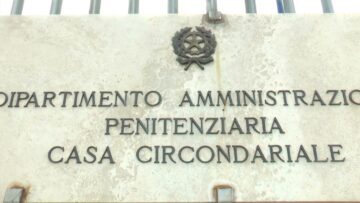 DIPARTIMENTO AMMINISTRAZIO
PENITENZIARIA
CASA CIRCONDARIALE